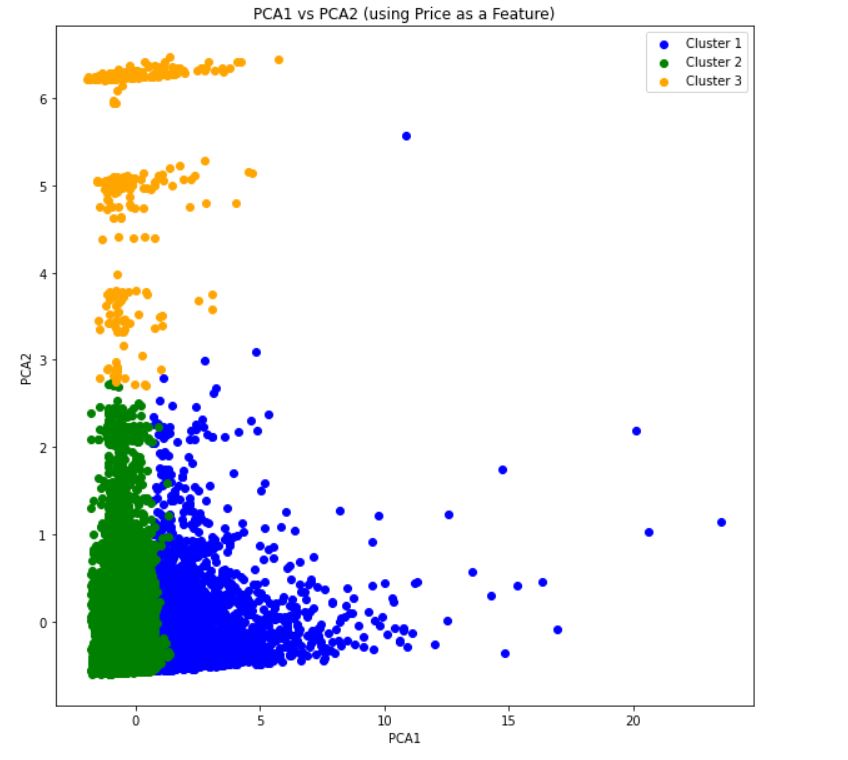 PCA1 vs PCA2 (using Price as a Feature)
Cluster 1
Cluster 2
Cluster 3
6
5
4
3
2
1
0
PCA2
0 5 10 15 20
PCA1